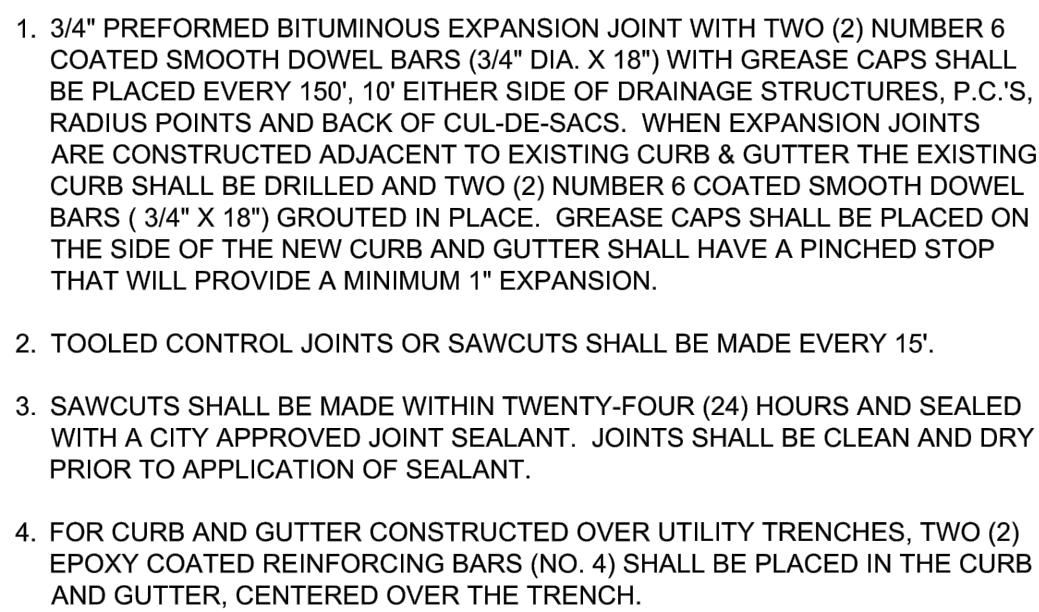 1. 3/4" PREFORMED BITUMINOUS EXPANSION JOINT WITH TWO (2) NUMBER 6
COATED SMOOTH DOWEL BARS (3/4" DIA. X 18") WITH GREASE CAPS SHALL
BE PLACED EVERY 150', 10' EITHER SIDE OF DRAINAGE STRUCTURES, P.C.'S,
RADIUS POINTS AND BACK OF CUL-DE-SACS. WHEN EXPANSION JOINTS
ARE CONSTRUCTED ADJACENT TO EXISTING CURB & GUTTER THE EXISTING
CURB SHALL BE DRILLED AND TWO (2) NUMBER 6 COATED SMOOTH DOWEL
BARS ( 3/4" X 18") GROUTED IN PLACE. GREASE CAPS SHALL BE PLACED ON
THE SIDE OF THE NEW CURB AND GUTTER SHALL HAVE A PINCHED STOP
THAT WILL PROVIDE A MINIMUM 1" EXPANSION.
2. TOOLED CONTROL JOINTS OR SAWCUTS SHALL BE MADE EVERY 15'.
3. SAWCUTS SHALL BE MADE WITHIN TWENTY-FOUR (24) HOURS AND SEALED
WITH A CITY APPROVED JOINT SEALANT. JOINTS SHALL BE CLEAN AND DRY
PRIOR TO APPLICATION OF SEALANT.
4. FOR CURB AND GUTTER CONSTRUCTED OVER UTILITY TRENCHES, TWO (2)
EPOXY COATED REINFORCING BARS (NO. 4) SHALL BE PLACED IN THE CURB
AND GUTTER, CENTERED OVER THE TRENCH.